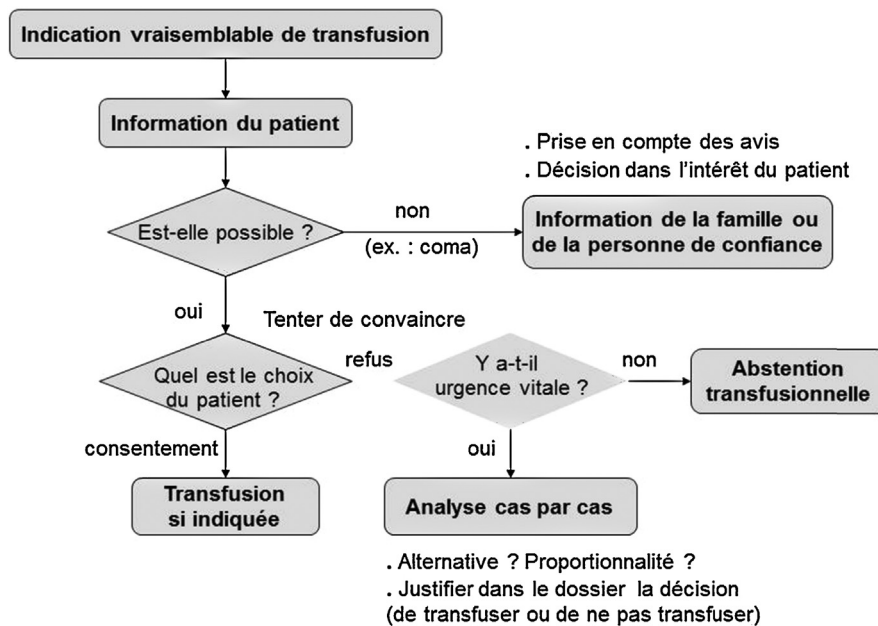 Indication vraisemblable de transfusion
Information du patient
. Prise en compte des avis
. Décision dans l'intérêt du patient
Est-elle possible ?
non
(ex. : coma)
Information de la famille ou
de la personne de confiance
oui
Tenter de convaincre
Quel est le choix
du patient ?
refus
Y a-t-il
urgence vitale ?
non
Abstention
transfusionnelle
consentement
oui
Transfusion
si indiquée
Analyse cas par cas
. Alternative ? Proportionnalité ?
. Justifier dans le dossier la décision
(de transfuser ou de ne pas transfuser)